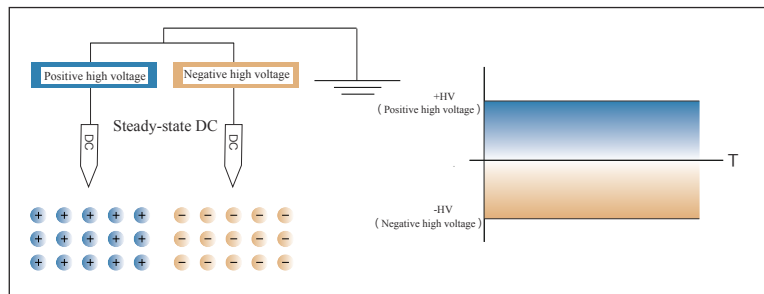 Positive high voltage
Negative high voltage
DC
Steady-state DC
DC
+ + + + +
− − − − −
+ + + + +
− − − − −
+ + + + +
− − − − −
+HV
(Positive high voltage)
T
-HV
(Negative high voltage)